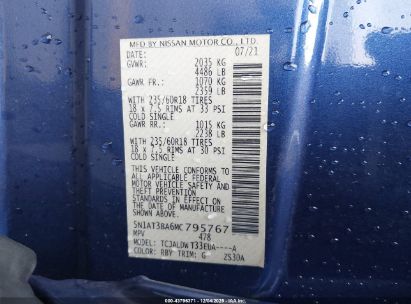 MFD BY NISSAN MOTOR CO., LTD.
DATE: 07/21
GVWR: 2035 KG
4486 LB
GAWR FR: 1070 KG
2359 LB
WITH 235/60R18 TIRES
18 x 7.5 RIMS AT 33 PSI
COLD SINGLE
GAWR RR: 1015 KG
2238 LB
WITH 235/60R18 TIRES
18 x 7.5 RIMS AT 30 PSI
COLD SINGLE
THIS VEHICLE CONFORMS TO
ALL APPLICABLE FEDERAL
MOTOR VEHICLE SAFETY
STANDARDS IN EFFECT ON
THE DATE OF MANUFACTURE
SHOWN ABOVE
5N1AT3BA6MC795767
MPV 478
MODEL:
COLOR: RBY TRIM: G 2S30A